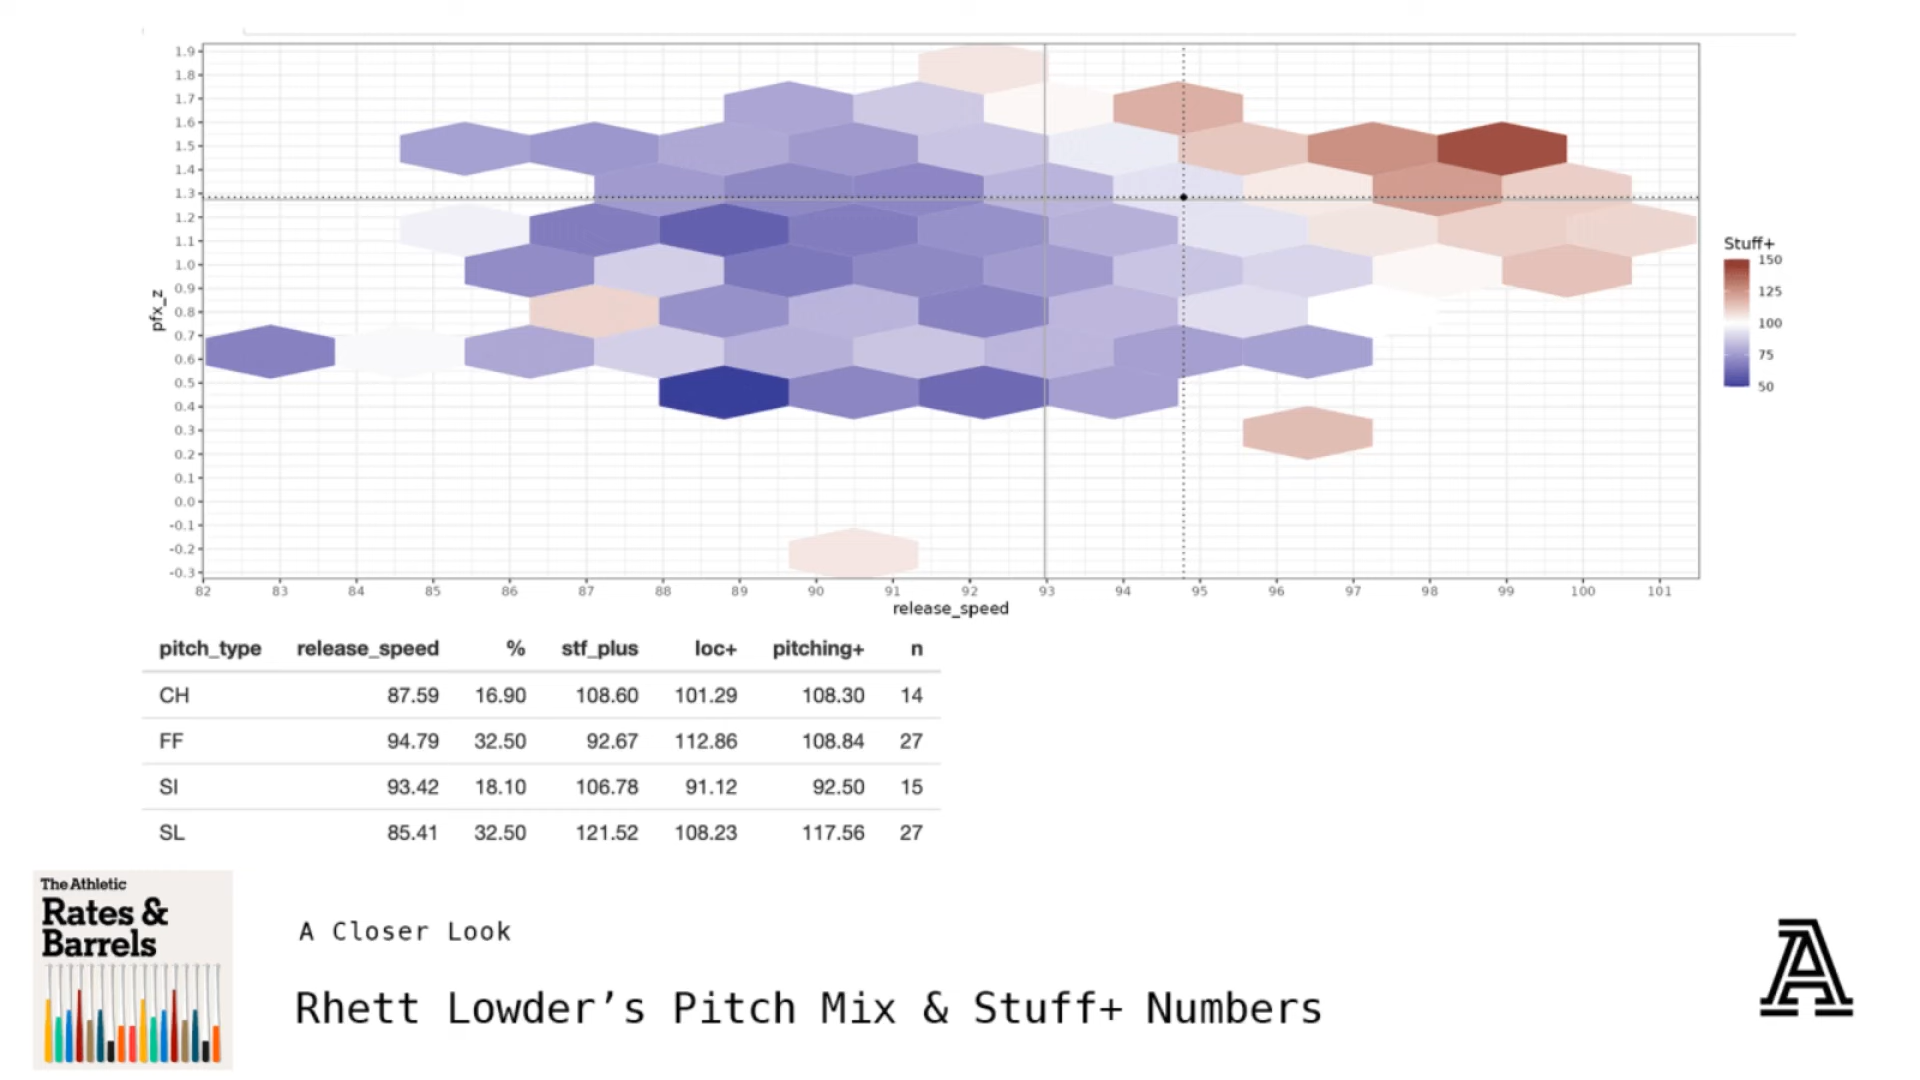 1.9
1.8
1.7
1.6
1.5
1.4
1.3
1.2
1.1
1.0
0.9
0.8
0.7
0.6
0.5
0.4
0.3
0.2
0.1
0.0
-0.1
-0.2
-0.3
pfx_z
82 83 84 85 86 87 88 89 90 91 92 93 94 95 96 97 98 99 100 101
release_speed
Stuff+
150
125
100
75
50
pitch_type release_speed % stf_plus loc+ pitching+ n
CH 87.59 16.90 108.60 101.29 108.30 14
FF 94.79 32.50 92.67 112.86 108.84 27
SI 93.42 18.10 106.78 91.12 92.50 15
SL 85.41 32.50 121.52 108.23 117.56 27
The Athletic
Rates &
Barrels
A Closer Look
Rhett Lowder’s Pitch Mix & Stuff+ Numbers
A